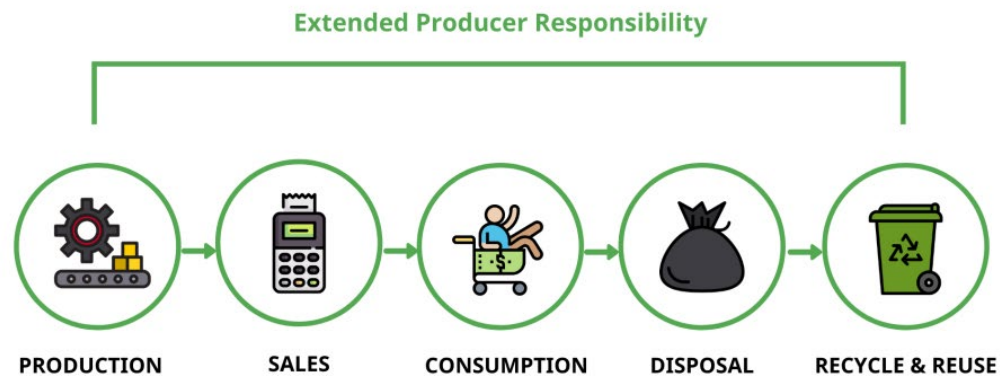 Extended Producer Responsibility
$
PRODUCTION
SALES
CONSUMPTION
DISPOSAL
RECYCLE & REUSE